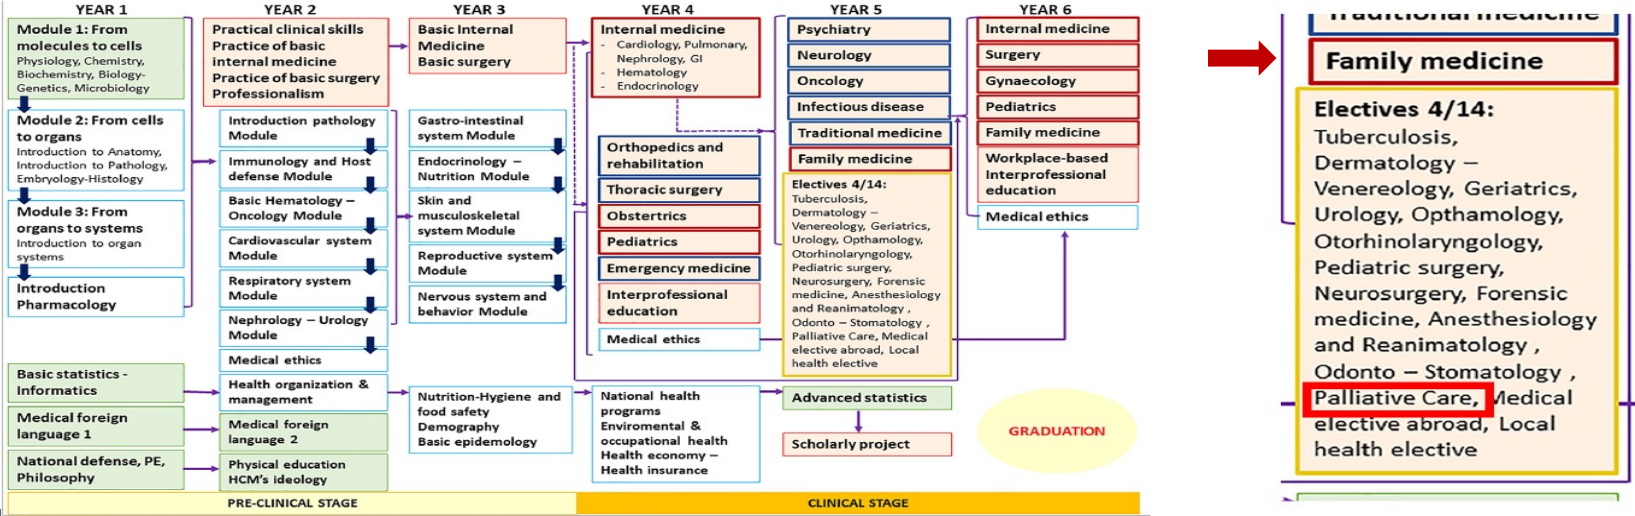 YEAR 1
Module 1: From
molecules to cells
Physiology, Chemistry,
Biochemistry, Biology-
Genetics, Microbiology
Module 2: From cells
to organs
Introduction to Anatomy,
Introduction to Pathology,
Embryology-Histology
Module 3: From
organs to systems
Introduction to organ
systems
Introduction
Pharmacology
Basic statistics -
Informatics
Medical foreign
language 1
National defense, PE,
Philosophy
YEAR 2
Practical clinical skills
Practice of basic
internal medicine
Practice of basic surgery
Professionalism
Introduction pathology
Module
Immunology and Host
defense Module
Basic Hematology –
Oncology Module
Cardiovascular system
Module
Respiratory system
Module
Nephrology – Urology
Module
Medical ethics
Health organization &
management
Medical foreign
language 2
Physical education
HCM's ideology
YEAR 3
Basic Internal
Medicine
Basic surgery
Gastro-intestinal
system Module
Endocrinology –
Nutrition Module
Skin and
musculoskeletal
system Module
Reproductive system
Module
Nervous system and
behavior Module
Nutrition-Hygiene and
food safety
Demography
Basic epidemology
YEAR 4
Internal medicine
- Cardiology, Pulmonary,
Nephrology, GI
- Hematology
- Endocrinology
Orthopedics and
rehabilitation
Thoracic surgery
Obstertrics
Pediatrics
Emergency medicine
Interprofessional
education
Medical ethics
National health
programs
Enviromental &
occupational health
Health economy –
Health insurance
YEAR 5
Psychiatry
Neurology
Oncology
Infectious disease
Traditional medicine
Family medicine
Electives 4/14:
Tuberculosis,
Dermatology –
Venereology, Geriatrics,
Urology, Opthamology,
Otorhinolaryngology,
Pediatric surgery,
Neurosurgery, Forensic
medicine, Anesthesiology
and Reanimatology ,
Odonto – Stomatology ,
Palliative Care, Medical
elective abroad, Local
health elective
Advanced statistics
Scholarly project
YEAR 6
Internal medicine
Surgery
Gynaecology
Pediatrics
Family medicine
Workplace-based
Interprofessional
education
Medical ethics
GRADUATION
PRE-CLINICAL STAGE
CLINICAL STAGE
Traditional medicine
Family medicine
Electives 4/14:
Tuberculosis,
Dermatology –
Venereology, Geriatrics,
Urology, Opthamology,
Otorhinolaryngology,
Pediatric surgery,
Neurosurgery, Forensic
medicine, Anesthesiology
and Reanimatology ,
Odonto – Stomatology ,
Palliative Care, Medical
elective abroad, Local
health elective